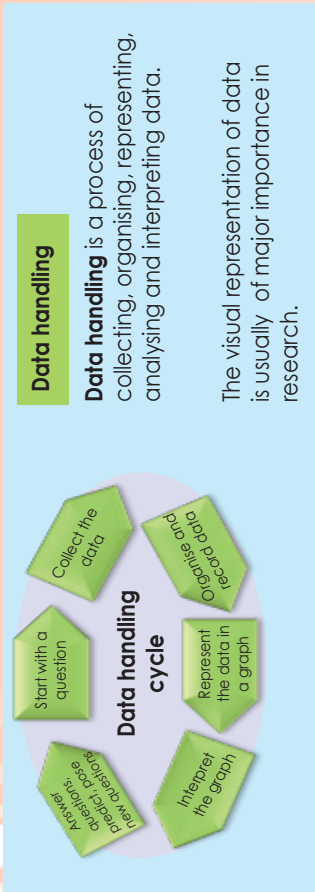 Data handling
Data handling is a process of
collecting, organising, representing,
analysing and interpreting data.
The visual representation of data
is usually of major importance in
research.
Data handling
cycle
Start with a
question
Collect the
data
Organise and
record data
Represent
the data in
a graph
Interpret
the graph
Answer
questions,
predict, pose
new questions